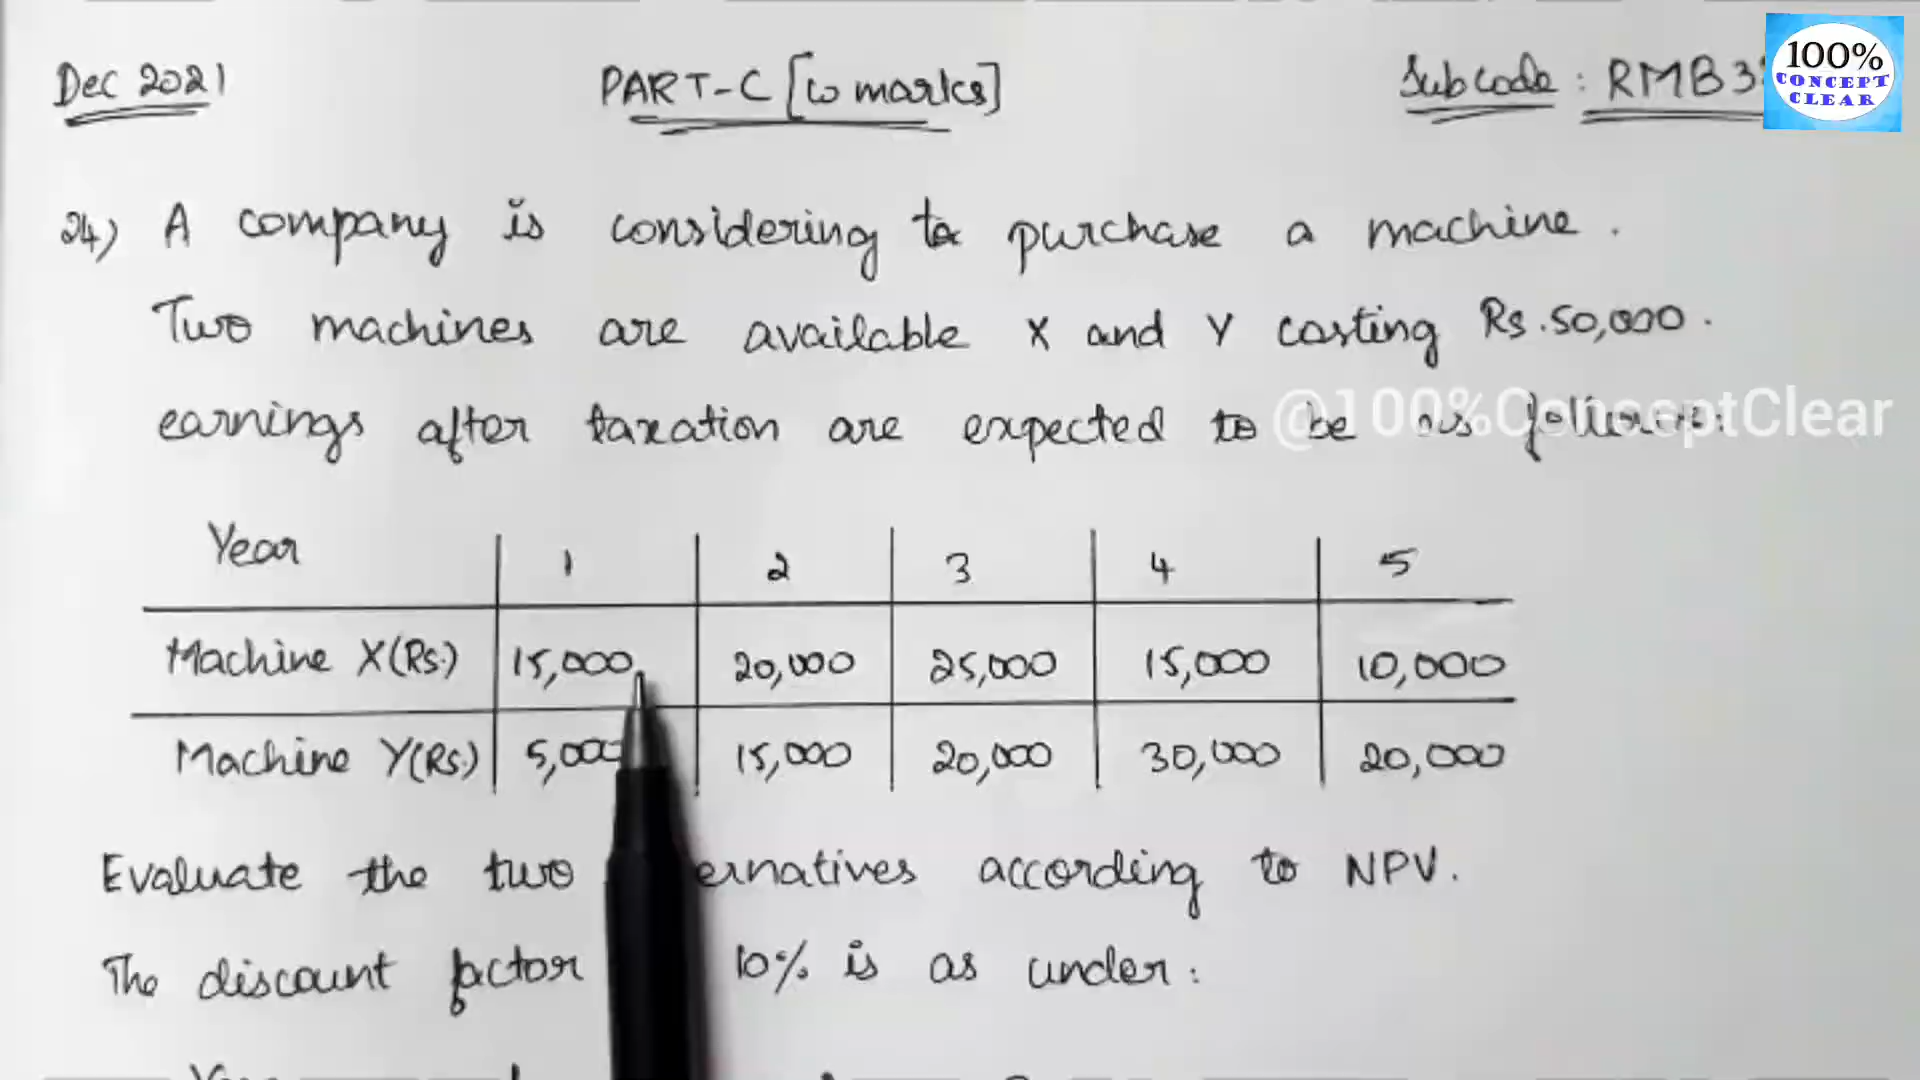 Dec 2021 PART-C [10 marks] Subcode : RMB3
100% CONCEPT CLEAR
24) A company is considering to purchase a machine.
Two machines are available X and Y costing Rs.50,000.
@100%ConceptClear
earnings after taxation are expected to be as follows:
Year 1 2 3 4 5
Machine X(Rs.) 15,000 20,000 25,000 15,000 10,000
Machine Y(Rs.) 5,000 15,000 20,000 30,000 20,000
Evaluate the two ernatives according to NPV.
The discount factor 10% is as under: